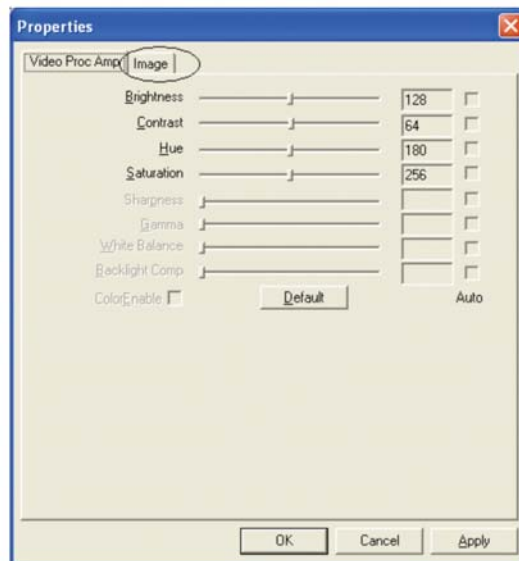 Properties
Video Proc Amp Image
Brightness 128
Contrast 64
Hue 180
Saturation 256
Sharpness
Gamma
White Balance
Backlight Comp
ColorEnable Default Auto
OK Cancel Apply